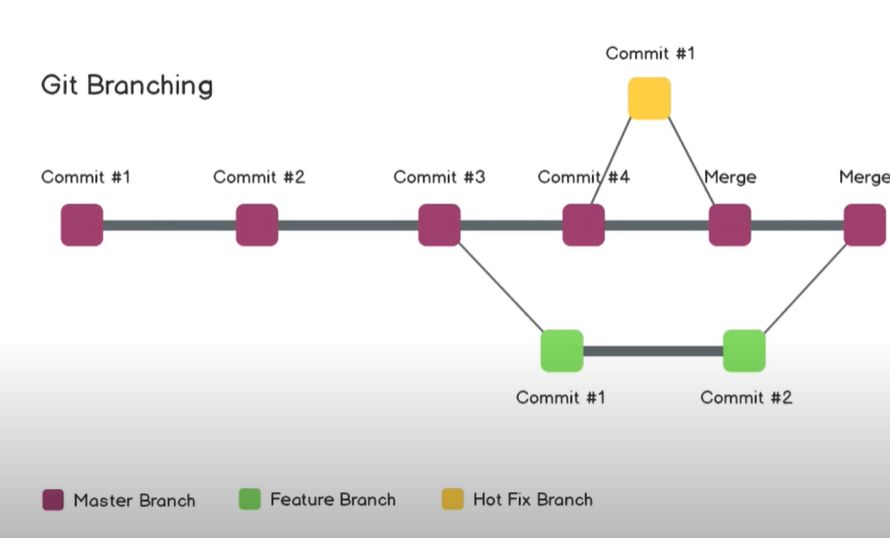 Commit #1
Git Branching
Commit #1
Commit #2
Commit #3
Commit #4
Merge
Merge
Commit #1
Commit #2
Master Branch
Feature Branch
Hot Fix Branch